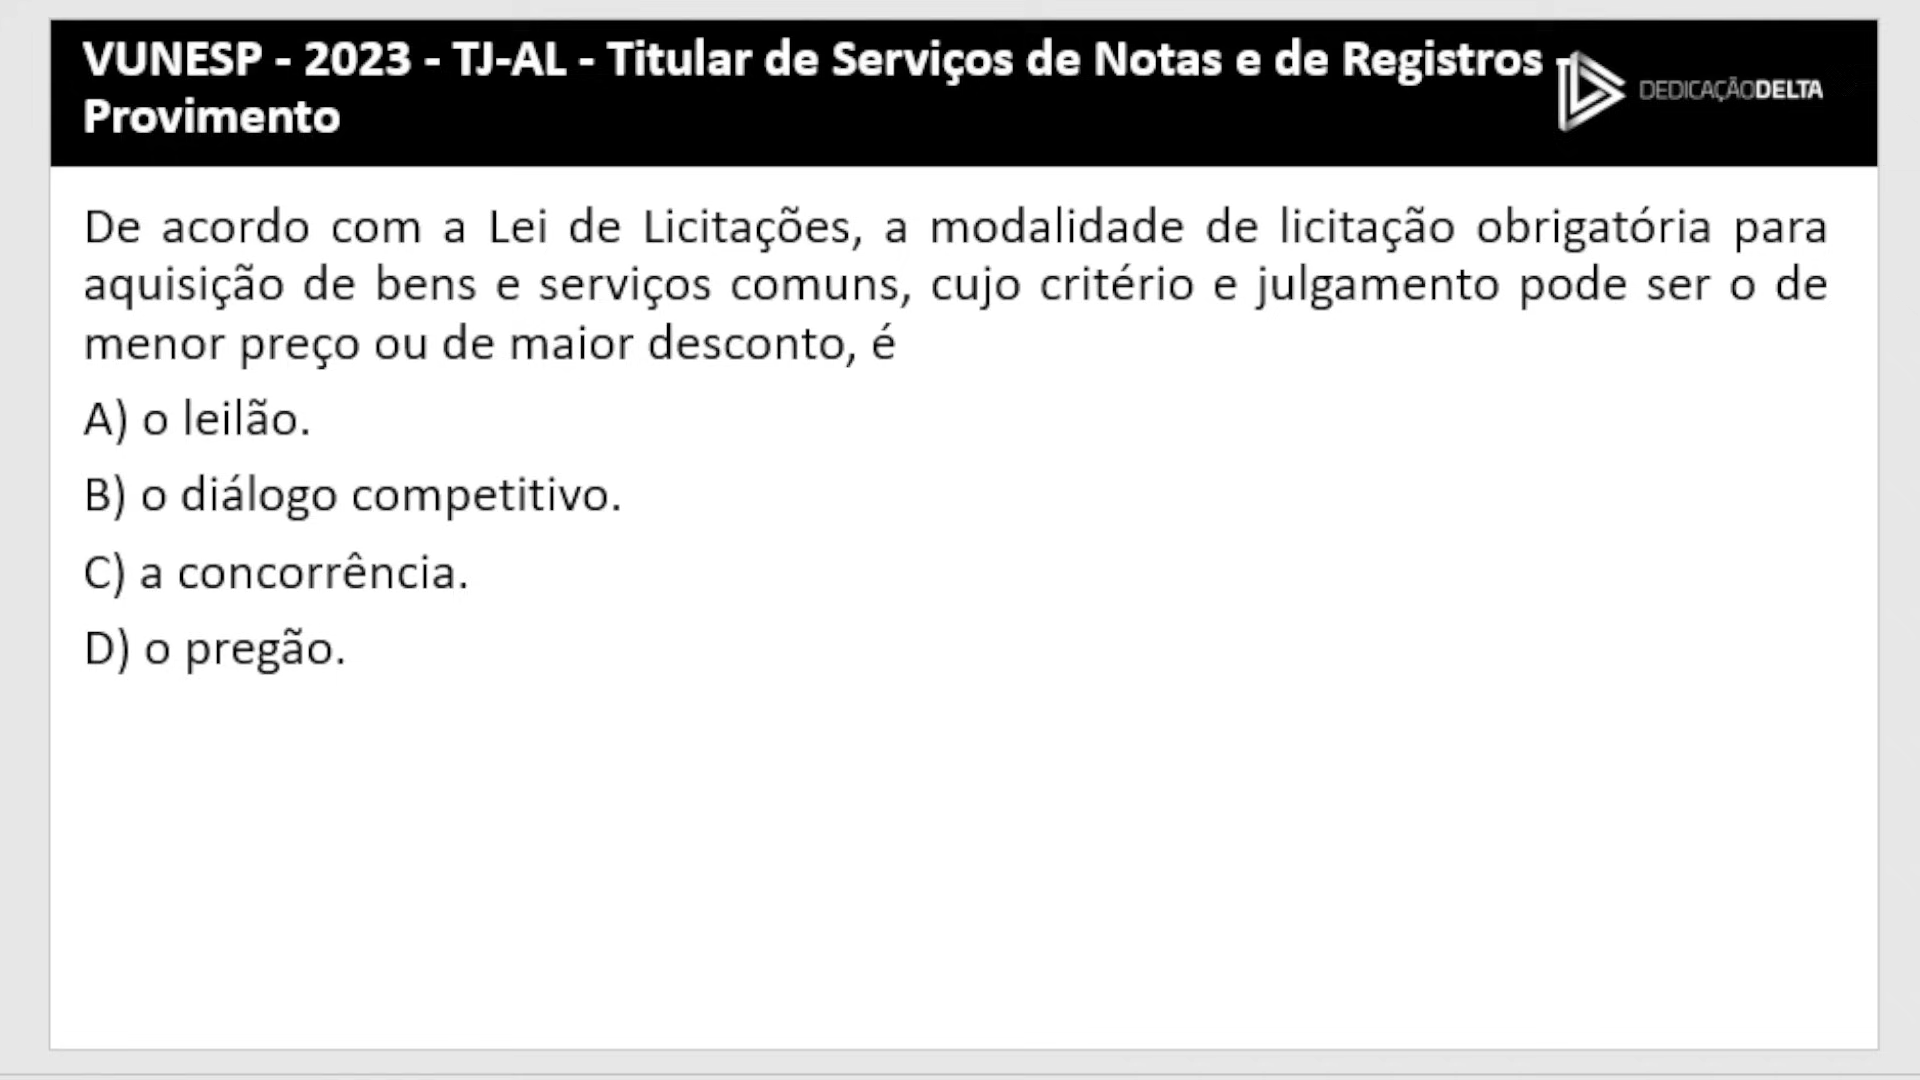 VUNESP - 2023 - TJ-AL - Titular de Serviços de Notas e de Registros -
Provimento
DEDICAÇÃODELTA
De acordo com a Lei de Licitações, a modalidade de licitação obrigatória para
aquisição de bens e serviços comuns, cujo critério e julgamento pode ser o de
menor preço ou de maior desconto, é
A) o leilão.
B) o diálogo competitivo.
C) a concorrência.
D) o pregão.